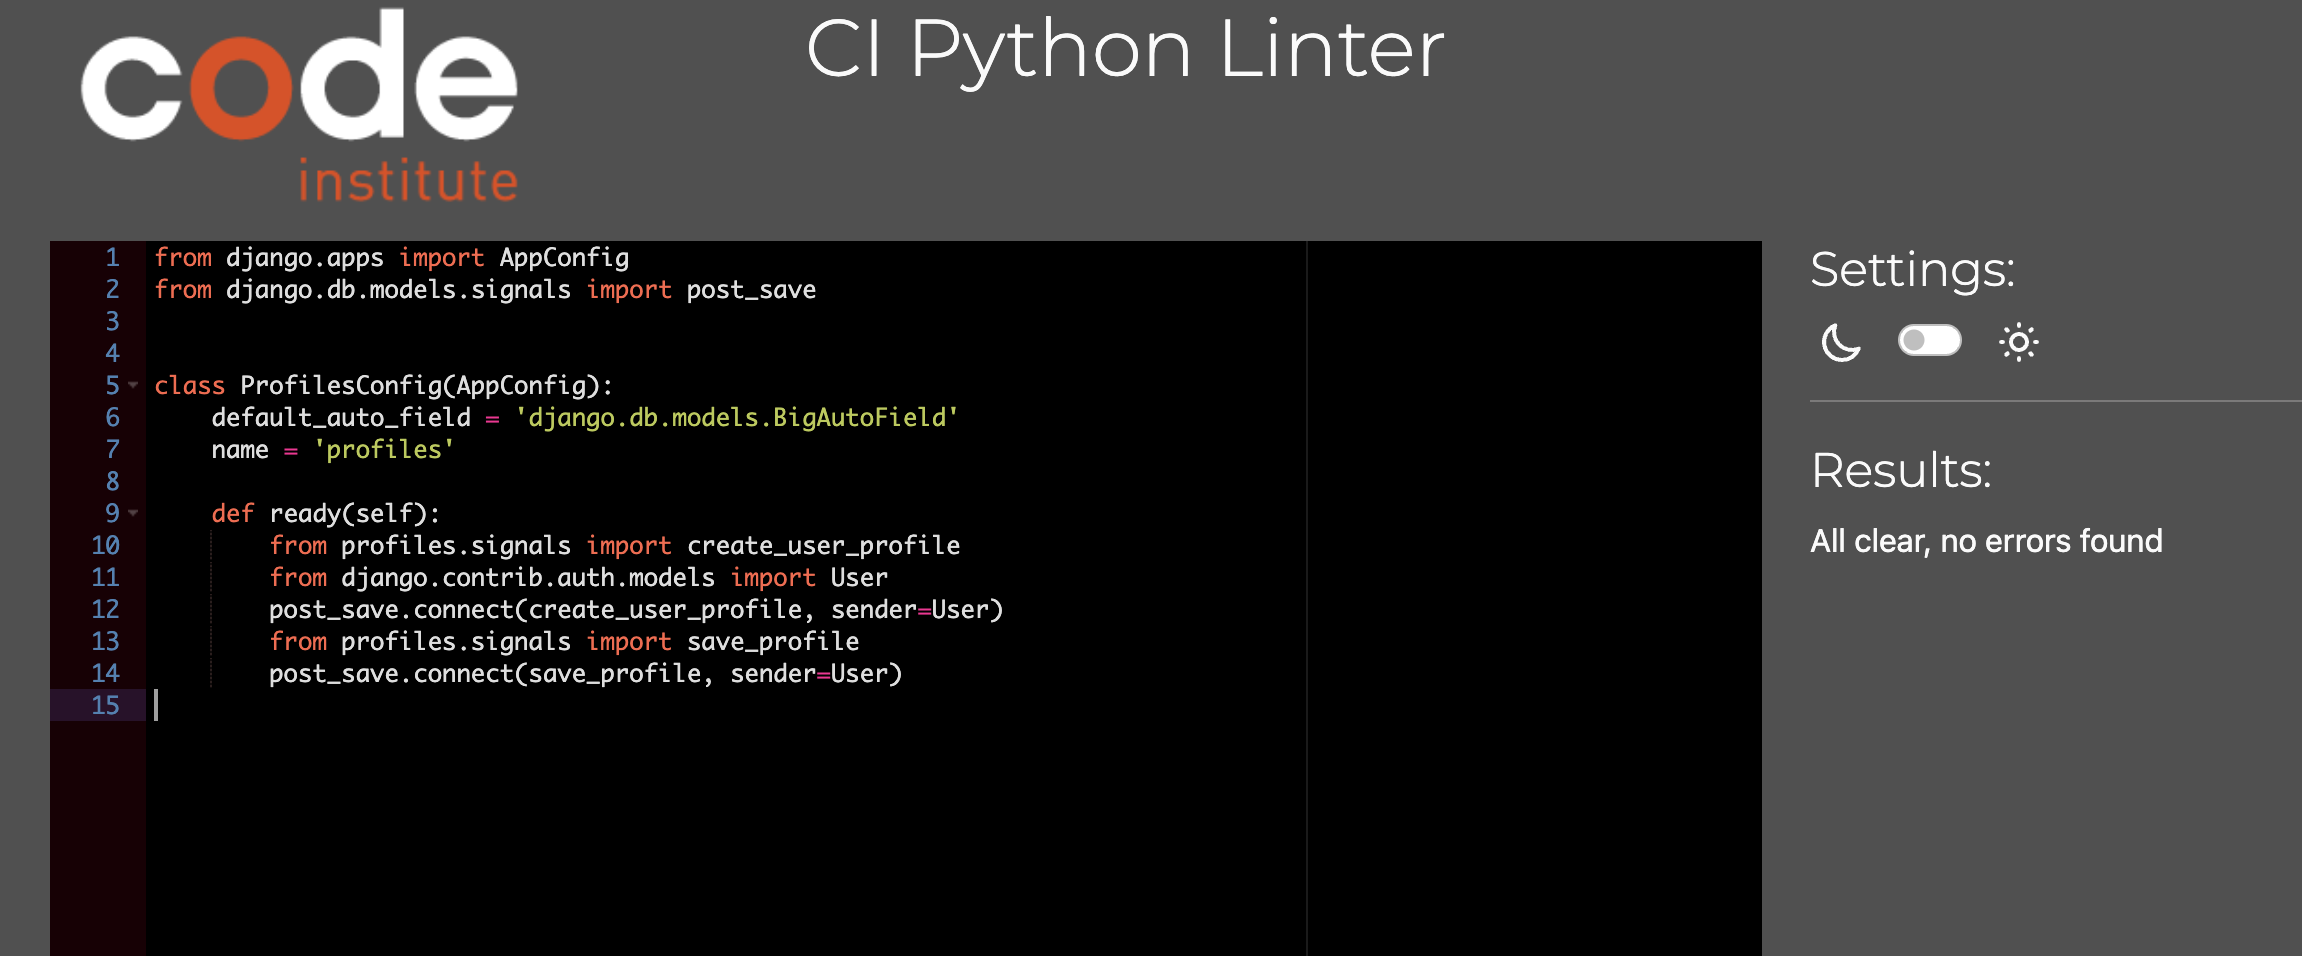 code
institute
CI Python Linter
1 from django.apps import AppConfig
2 from django.db.models.signals import post_save
3
4
5 class ProfilesConfig(AppConfig):
6     default_auto_field = 'django.db.models.BigAutoField'
7     name = 'profiles'
8
9     def ready(self):
10         from profiles.signals import create_user_profile
11         from django.contrib.auth.models import User
12         post_save.connect(create_user_profile, sender=User)
13         from profiles.signals import save_profile
14         post_save.connect(save_profile, sender=User)
15
Settings:
Results:
All clear, no errors found